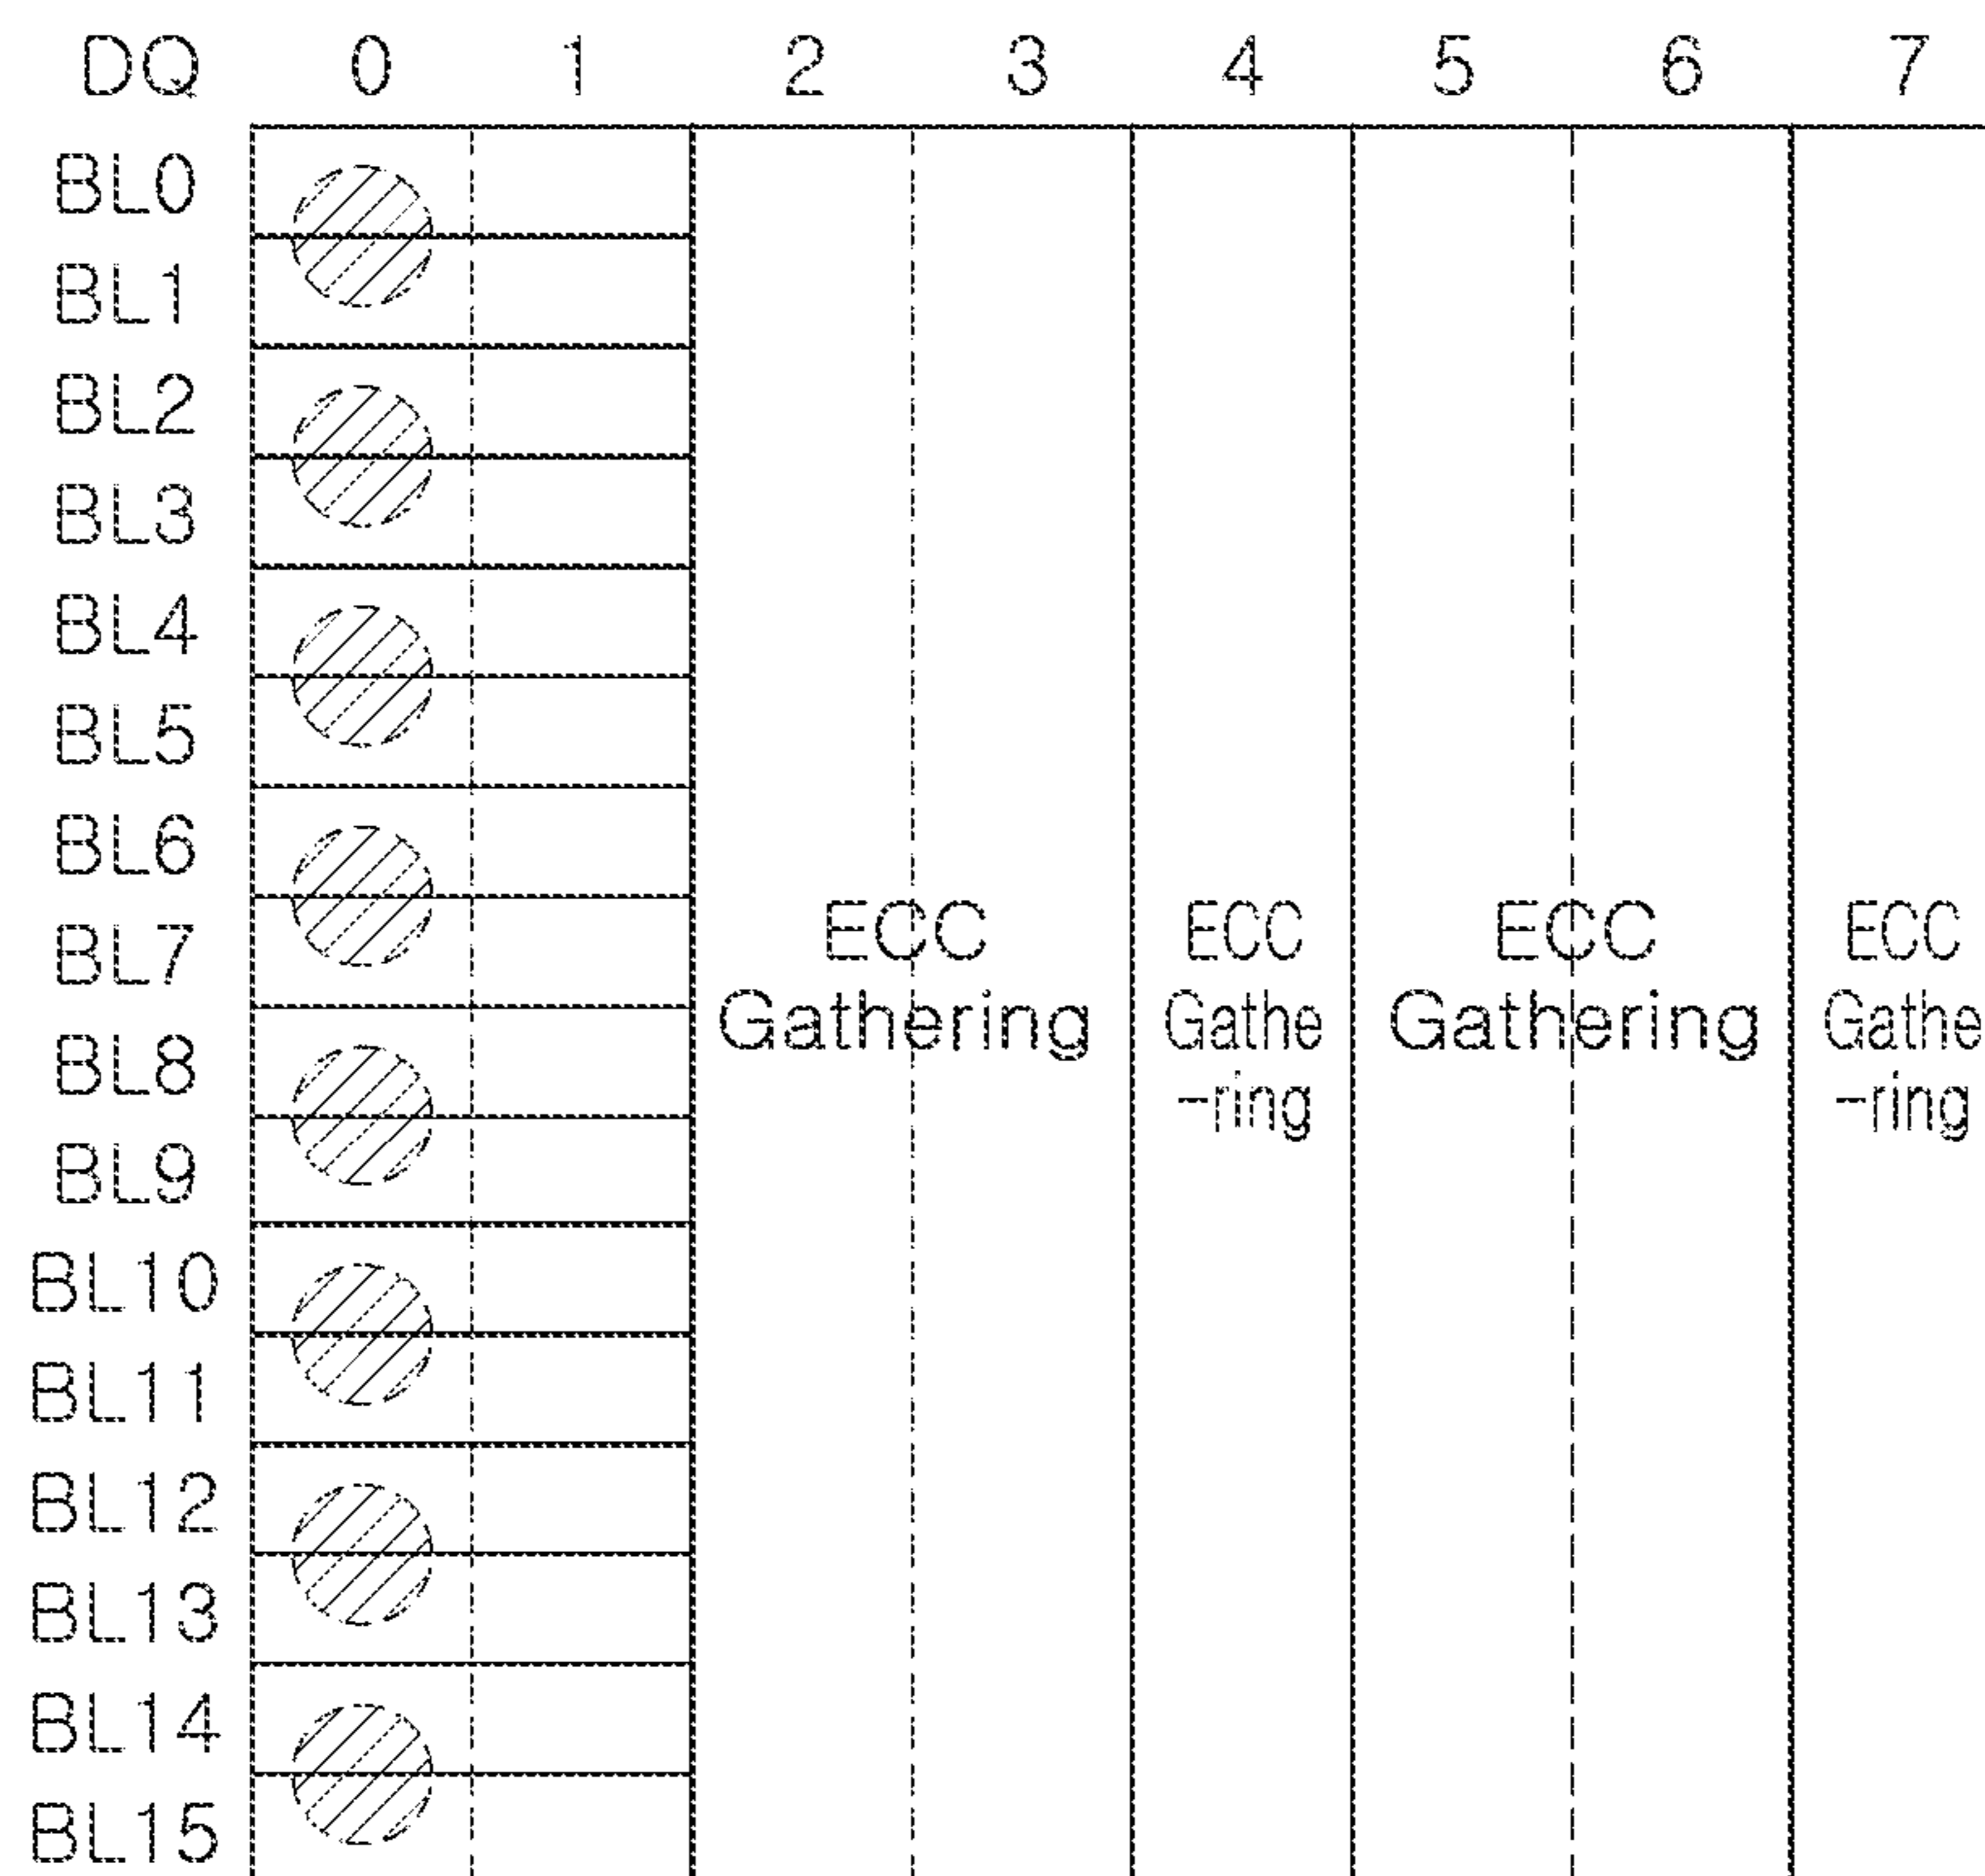 DQ 0 1 2 3 4 5 6 7
BL0
BL1
BL2
BL3
BL4
BL5
BL6
BL7
BL8
BL9
BL10
BL11
BL12
BL13
BL14
BL15
ECC
Gathering
ECC
Gathe
-ring
ECC
Gathering
ECC
Gathe
-ring